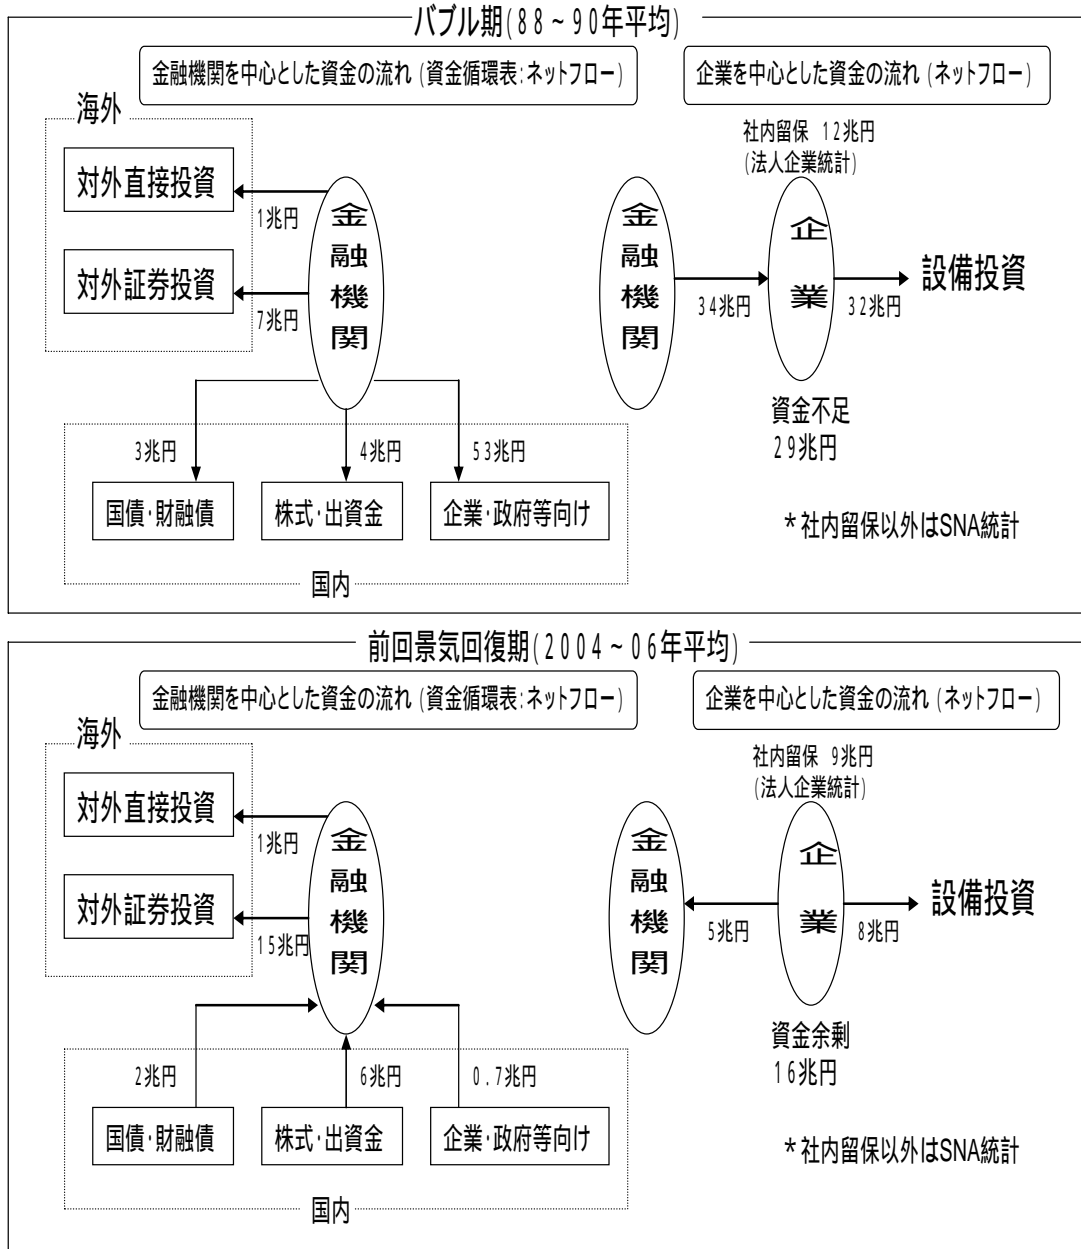 バブル期(88~90年平均)
金融機関を中心とした資金の流れ(資金循環表:ネットフロー)
企業を中心とした資金の流れ(ネットフロー)
海外
対外直接投資
1兆円
対外証券投資
7兆円
金融機関
3兆円
4兆円
53兆円
国債・財融債
株式・出資金
企業・政府等向け
国内
社内留保 12兆円
(法人企業統計)
金融機関
34兆円
企業
32兆円
設備投資
資金不足
29兆円
*社内留保以外はSNA統計
前回景気回復期(2004~06年平均)
金融機関を中心とした資金の流れ(資金循環表:ネットフロー)
企業を中心とした資金の流れ(ネットフロー)
海外
対外直接投資
1兆円
対外証券投資
15兆円
金融機関
2兆円
6兆円
0.7兆円
国債・財融債
株式・出資金
企業・政府等向け
国内
社内留保 9兆円
(法人企業統計)
金融機関
5兆円
企業
8兆円
設備投資
資金余剰
16兆円
*社内留保以外はSNA統計